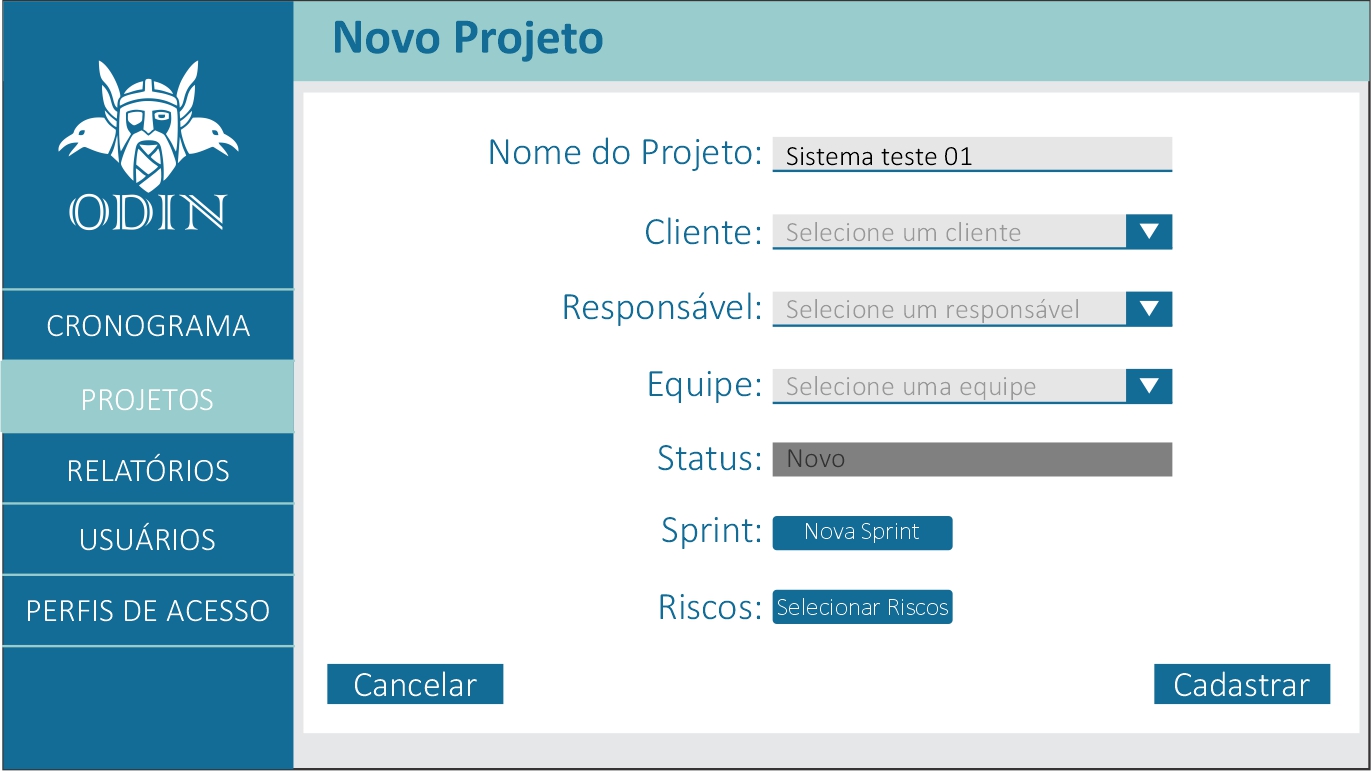 Novo Projeto
ODIN
CRONOGRAMA
PROJETOS
RELATÓRIOS
USUÁRIOS
PERFIS DE ACESSO
Nome do Projeto: Sistema teste 01
Cliente: Selecione um cliente
Responsável: Selecione um responsável
Equipe: Selecione uma equipe
Status: Novo
Sprint: Nova Sprint
Riscos: Selecionar Riscos
Cancelar
Cadastrar